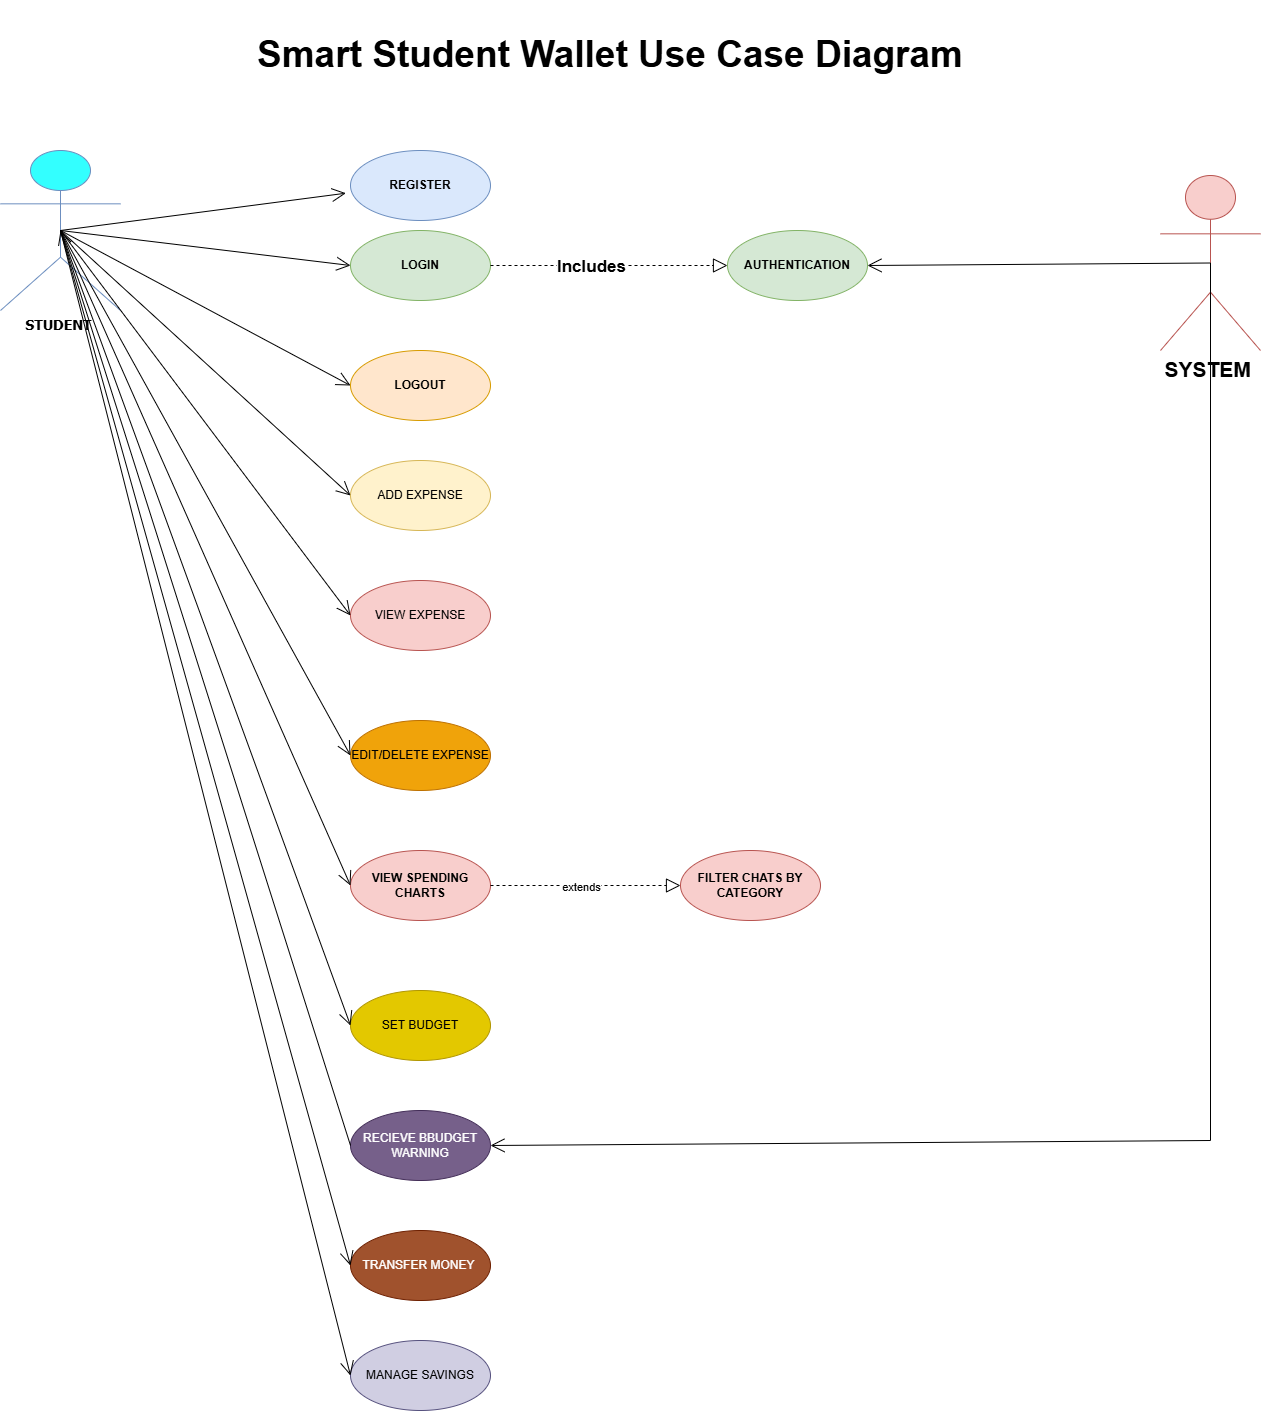 Smart Student Wallet Use Case Diagram
REGISTER
LOGIN
Includes
AUTHENTICATION
STUDENT
SYSTEM
LOGOUT
ADD EXPENSE
VIEW EXPENSE
EDIT/DELETE EXPENSE
VIEW SPENDING
CHARTS
extends
FILTER CHATS BY
CATEGORY
SET BUDGET
RECIEVE BBUDGET
WARNING
TRANSFER MONEY
MANAGE SAVINGS